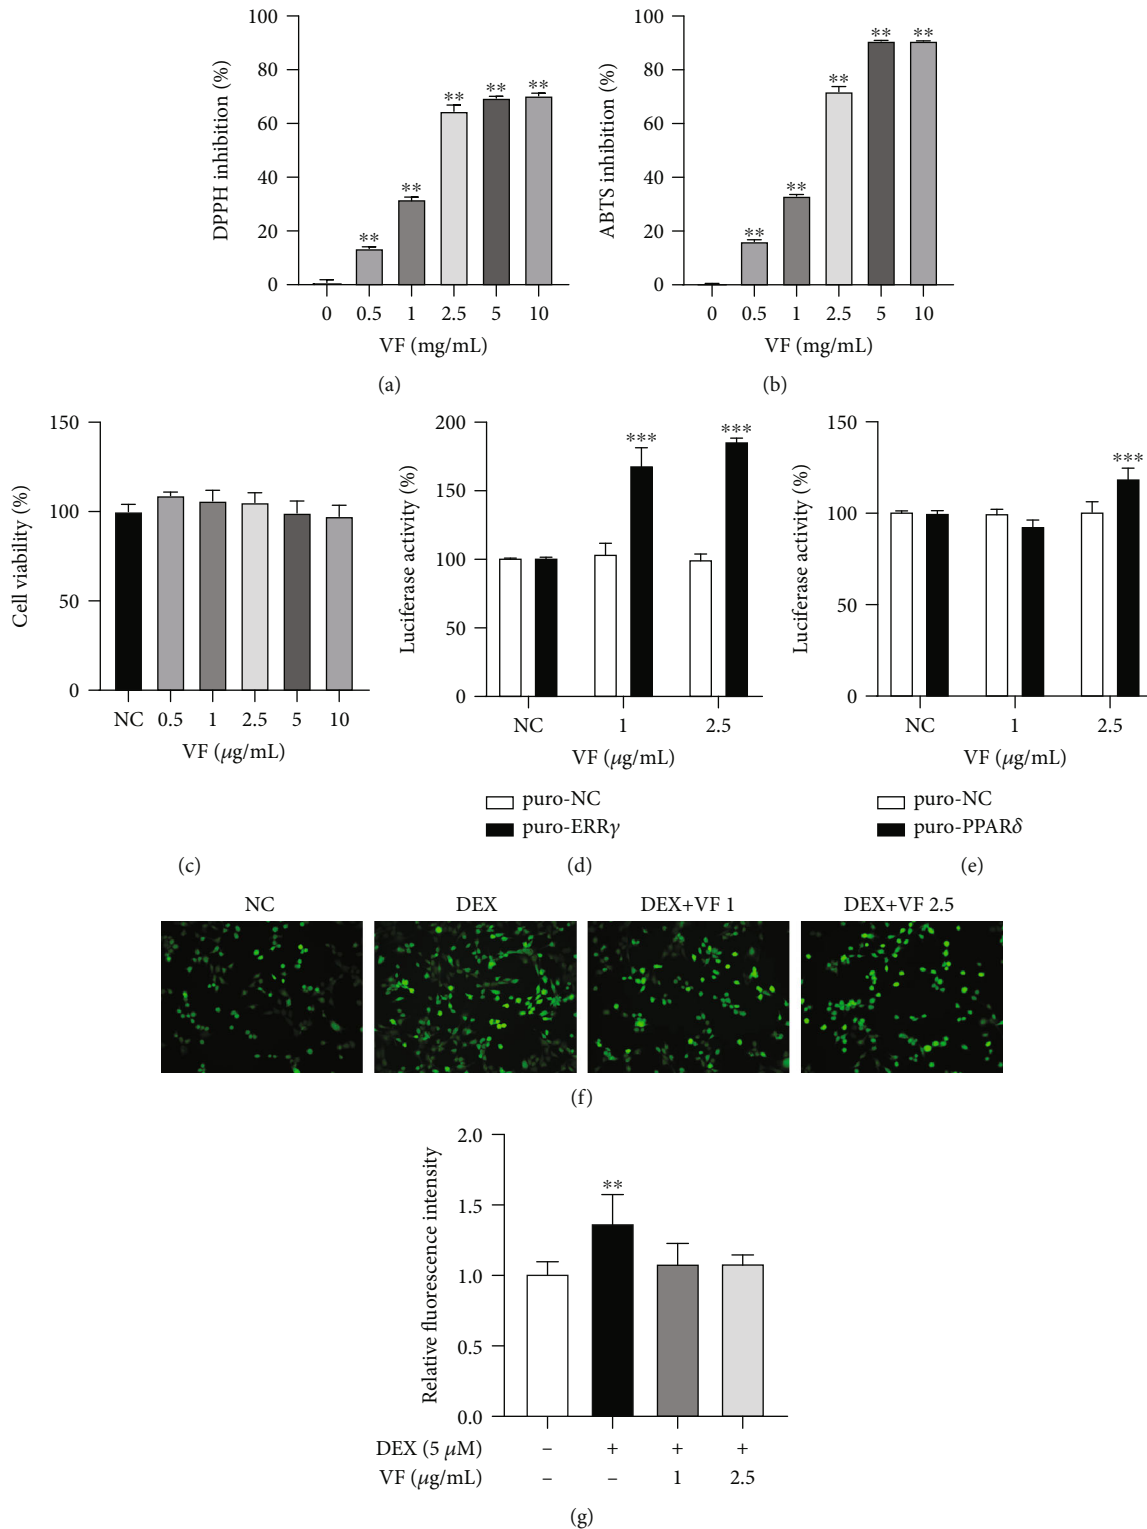 100
80
60
40
20
0
DPPH inhibition (%)
** ** ** ** **
0 0.5 1 2.5 5 10
VF (mg/mL)
(a)
100
80
60
40
20
0
ABTS inhibition (%)
** ** ** ** **
0 0.5 1 2.5 5 10
VF (mg/mL)
(b)
150
100
50
0
Cell viability (%)
NC 0.5 1 2.5 5 10
VF (μg/mL)
(c)
200
150
100
50
0
Luciferase activity (%)
*** ***
NC 1 2.5
VF (μg/mL)
puro-NC
puro-ERRγ
(d)
150
100
50
0
Luciferase activity (%)
***
NC 1 2.5
VF (μg/mL)
puro-NC
puro-PPARδ
(e)
NC DEX DEX+VF 1 DEX+VF 2.5
(f)
2.0
1.5
1.0
0.5
0.0
Relative fluorescence intensity
**
DEX (5 μM) – + + +
VF (μg/mL) – – 1 2.5
(g)